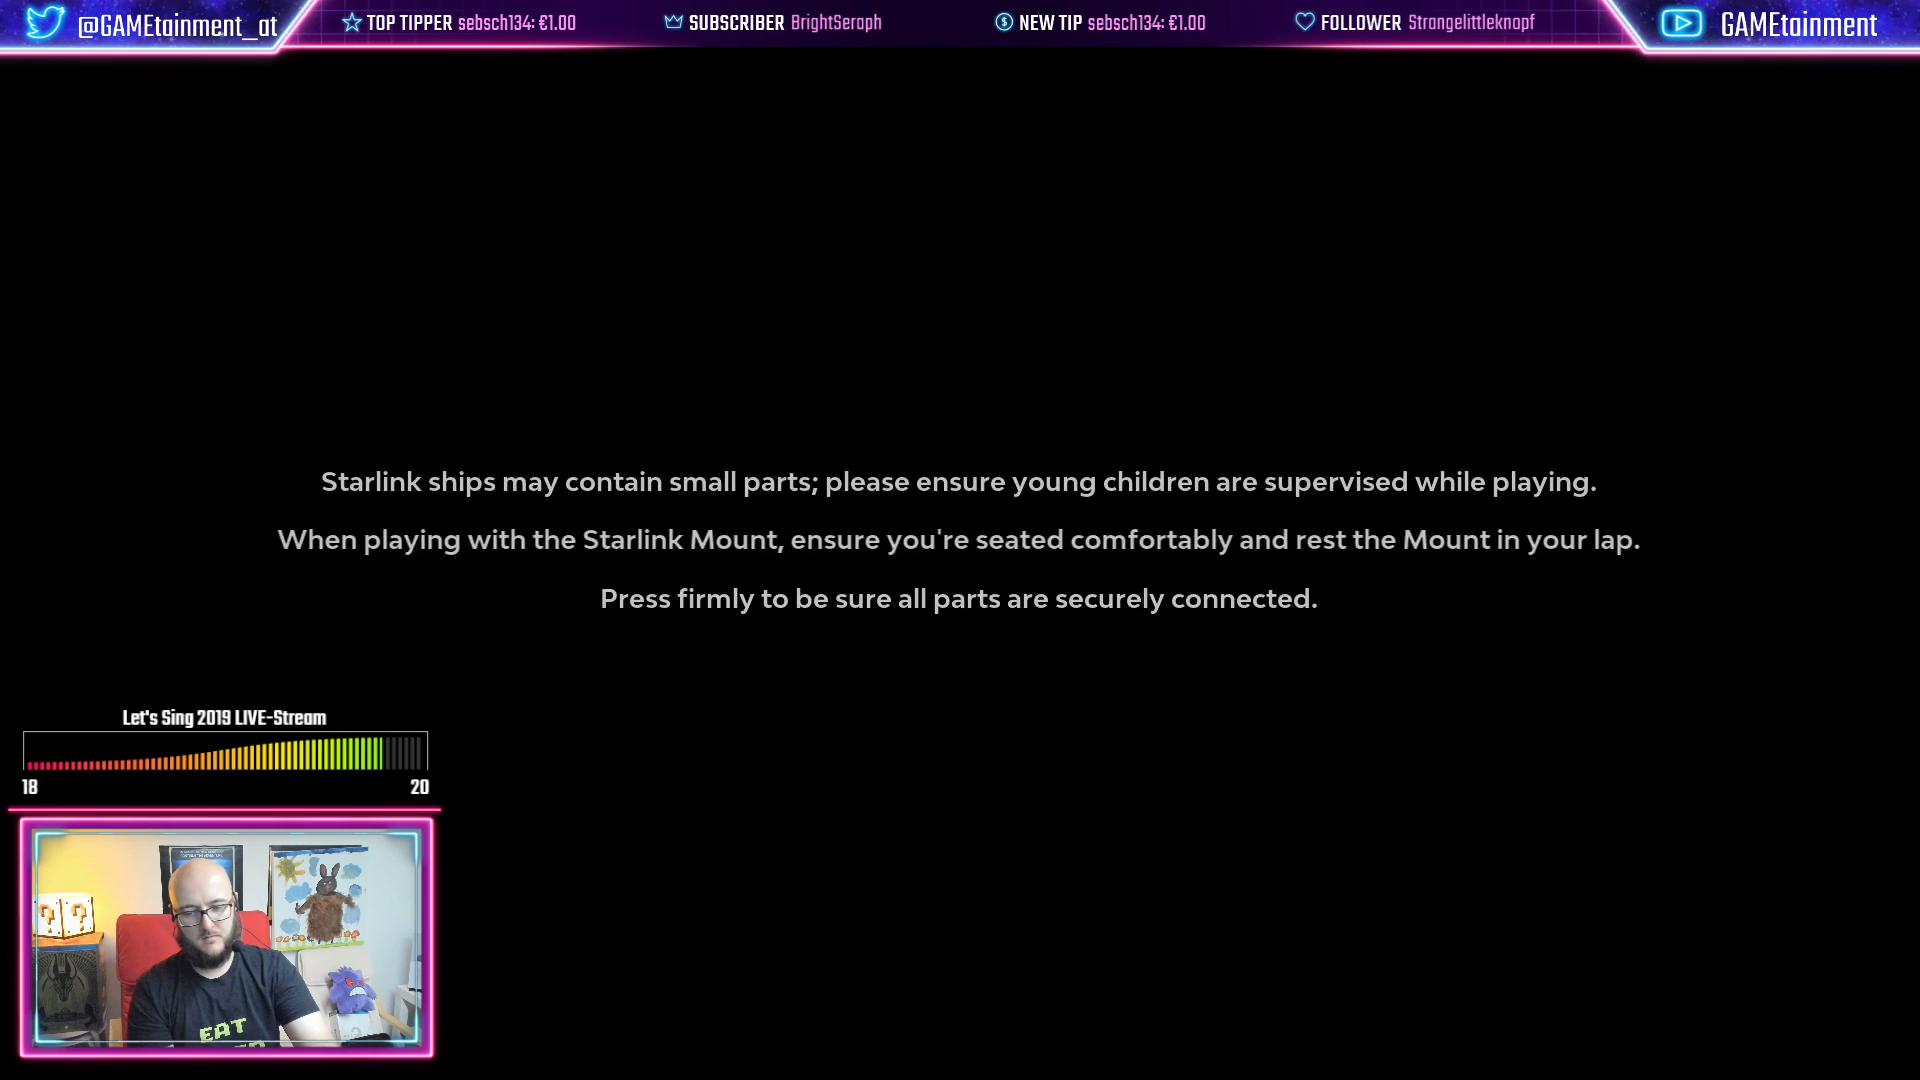 @GAMEtainment_at
TOP TIPPER sebsch134: €1.00
SUBSCRIBER BrightSeraph
NEW TIP sebsch134: €1.00
FOLLOWER Strangelittleknopf
GAMEtainment
Starlink ships may contain small parts; please ensure young children are supervised while playing.
When playing with the Starlink Mount, ensure you're seated comfortably and rest the Mount in your lap.
Press firmly to be sure all parts are securely connected.
Let's Sing 2019 LIVE-Stream
18
20
? ?
EAT